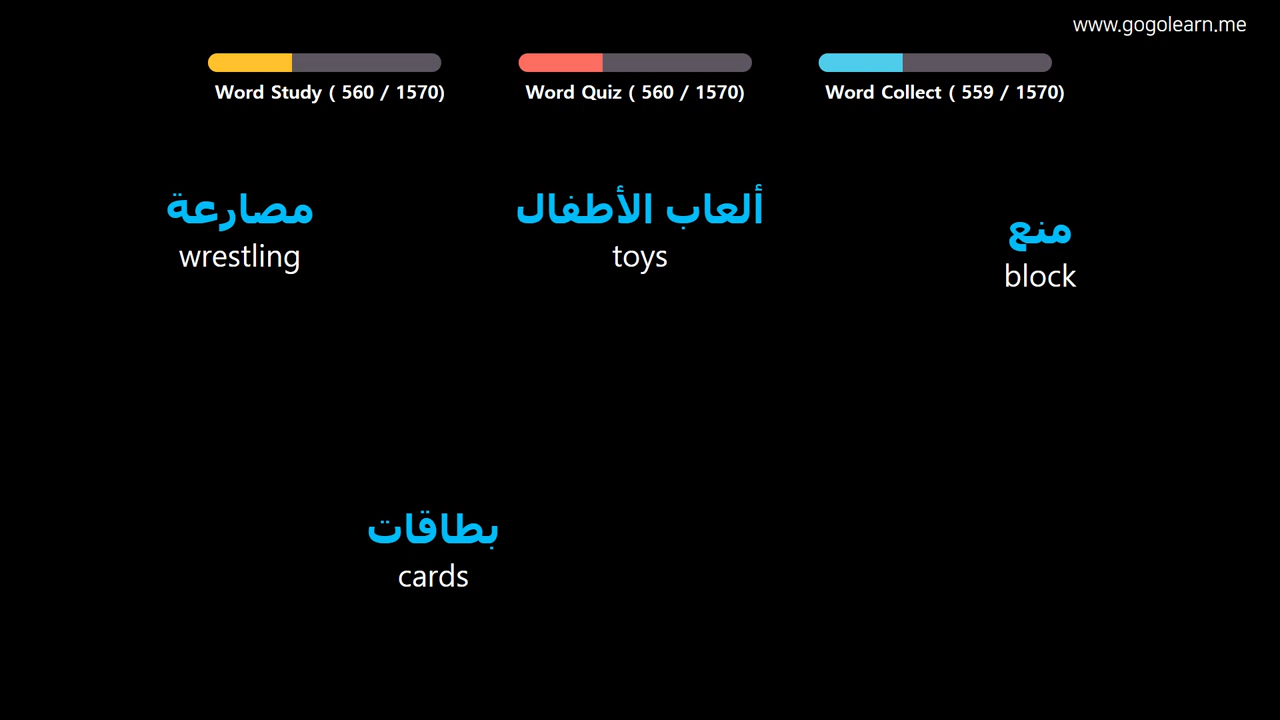 www.gogolearn.me
Word Study ( 560 / 1570)
Word Quiz ( 560 / 1570)
Word Collect ( 559 / 1570)
مصارعة
wrestling
ألعاب الأطفال
toys
منع
block
بطاقات
cards